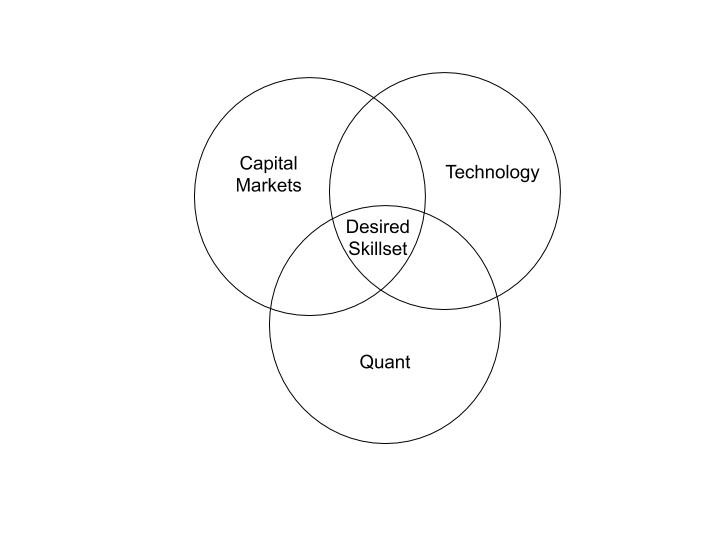 Capital
Markets
Technology
Desired
Skillset
Quant